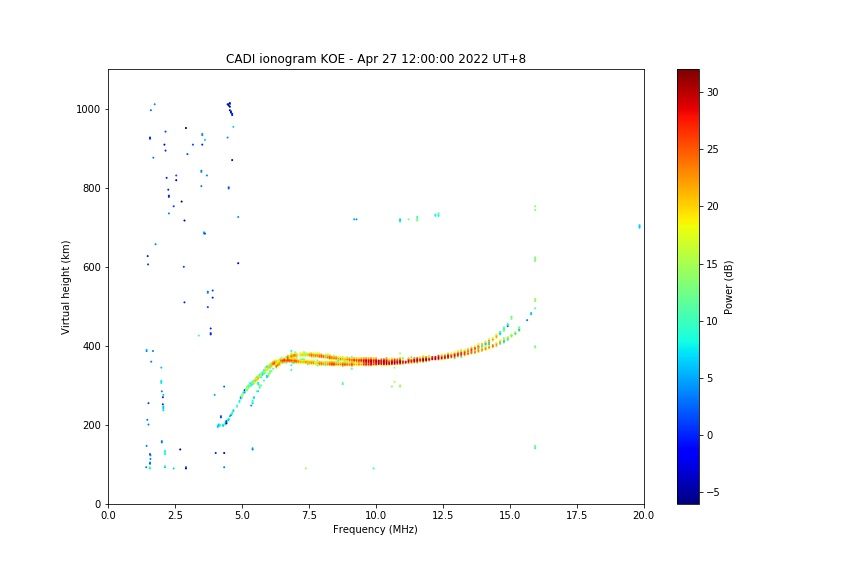 CADI ionogram KOE - Apr 27 12:00:00 2022 UT+8
Virtual height (km)
1000
800
600
400
200
0
0.0 2.5 5.0 7.5 10.0 12.5 15.0 17.5 20.0
Frequency (MHz)
30
25
20
15
10
5
0
−5
Power (dB)